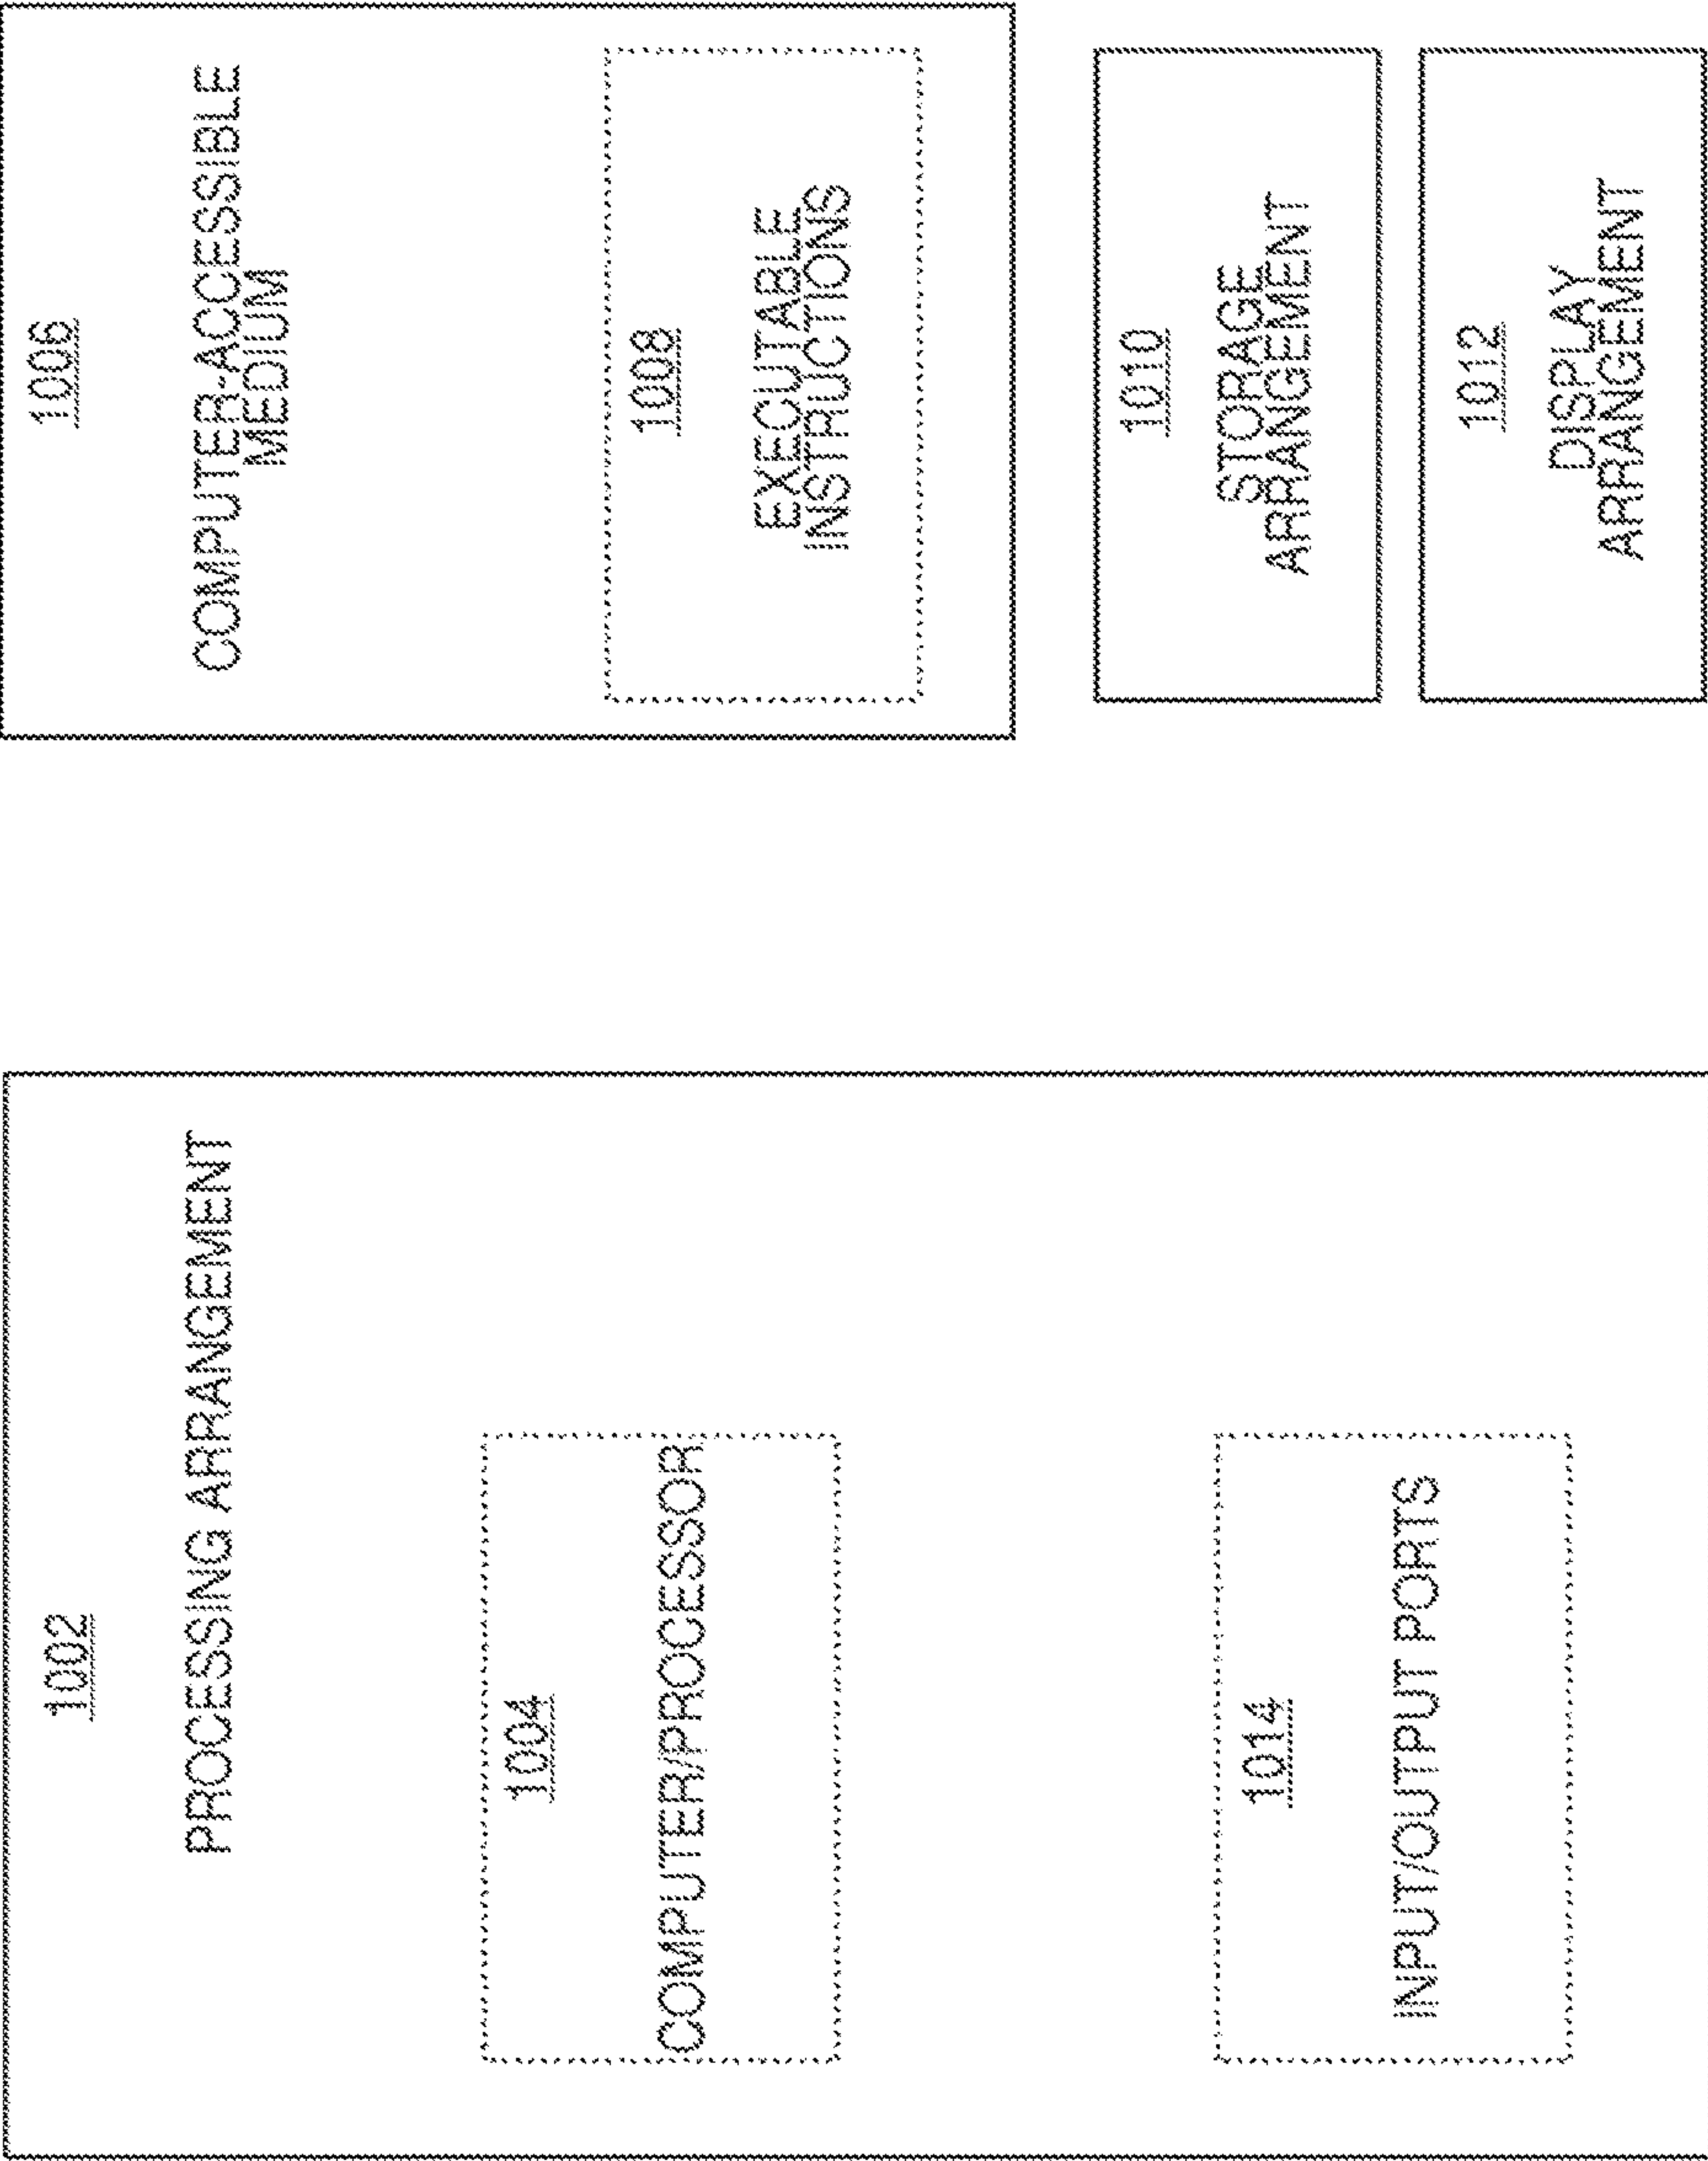 1002
PROCESSING ARRANGEMENT
1004
COMPUTER/PROCESSOR
1014
INPUT/OUTPUT PORTS
1006
COMPUTER-ACCESSIBLE
MEDIUM
1008
EXECUTABLE
INSTRUCTIONS
1010
STORAGE
ARRANGEMENT
1012
DISPLAY
ARRANGEMENT